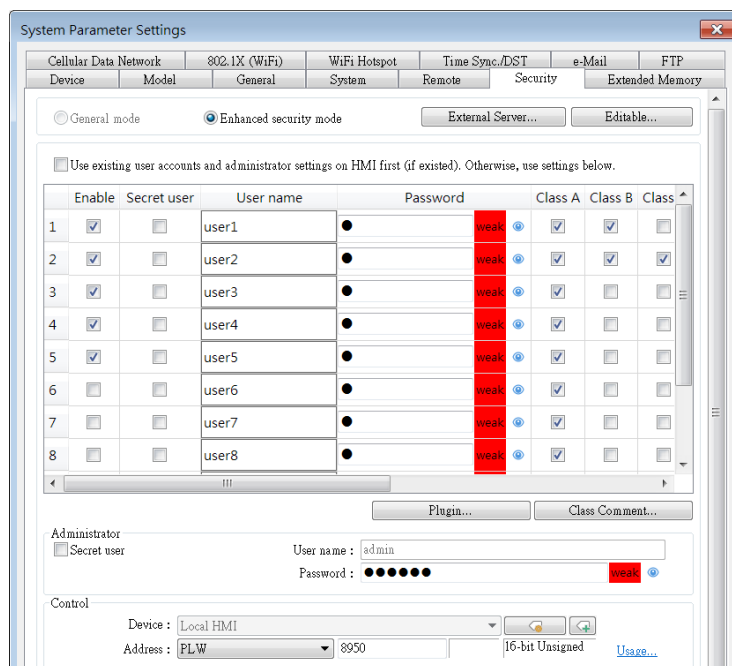 System Parameter Settings
Cellular Data Network 802.1X (WiFi) WiFi Hotspot Time Sync./DST e-Mail FTP
Device Model General System Remote Security Extended Memory
General mode Enhanced security mode External Server... Editable...
Use existing user accounts and administrator settings on HMI first (if existed). Otherwise, use settings below.
Enable Secret user User name Password Class A Class B Class
1 user1 weak
2 user2 weak
3 user3 weak
4 user4 weak
5 user5 weak
6 user6 weak
7 user7 weak
8 user8 weak
Plugin... Class Comment...
Administrator
Secret user User name : admin
Password : weak
Control
Device : Local HMI
Address : PLW 8950 16-bit Unsigned Usage...